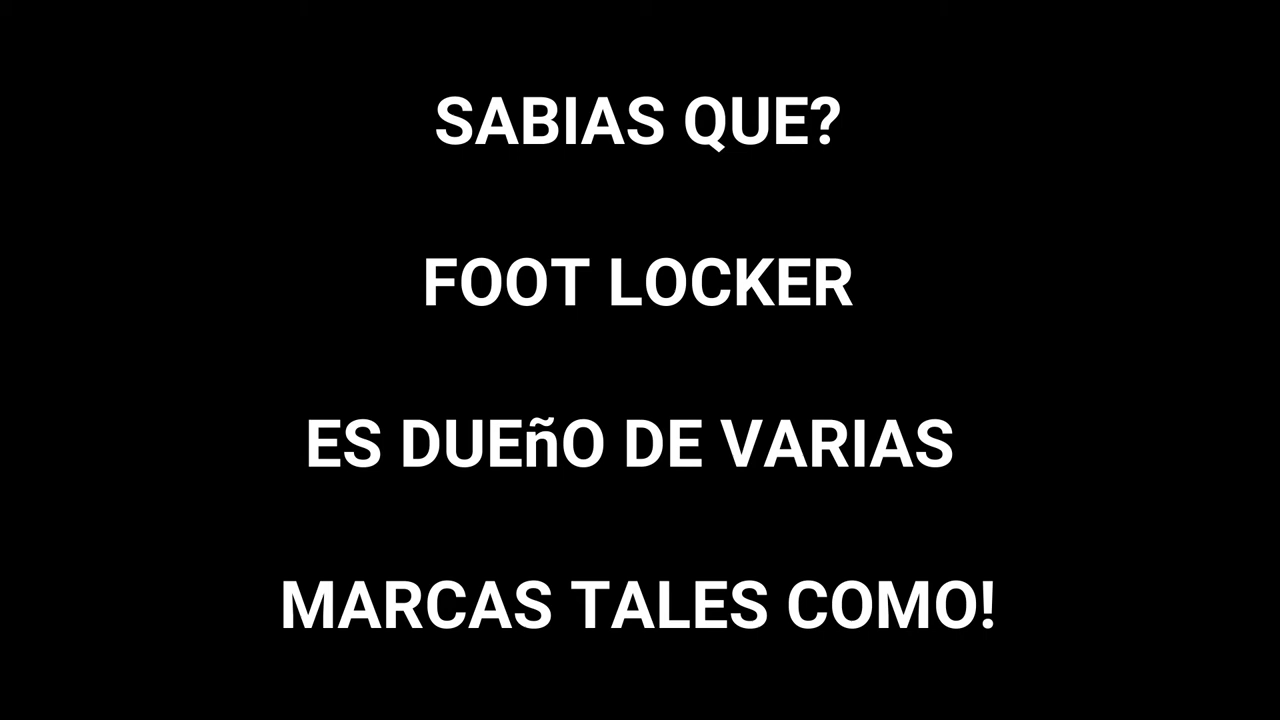 SABIAS QUE?
FOOT LOCKER
ES DUEñO DE VARIAS
MARCAS TALES COMO!